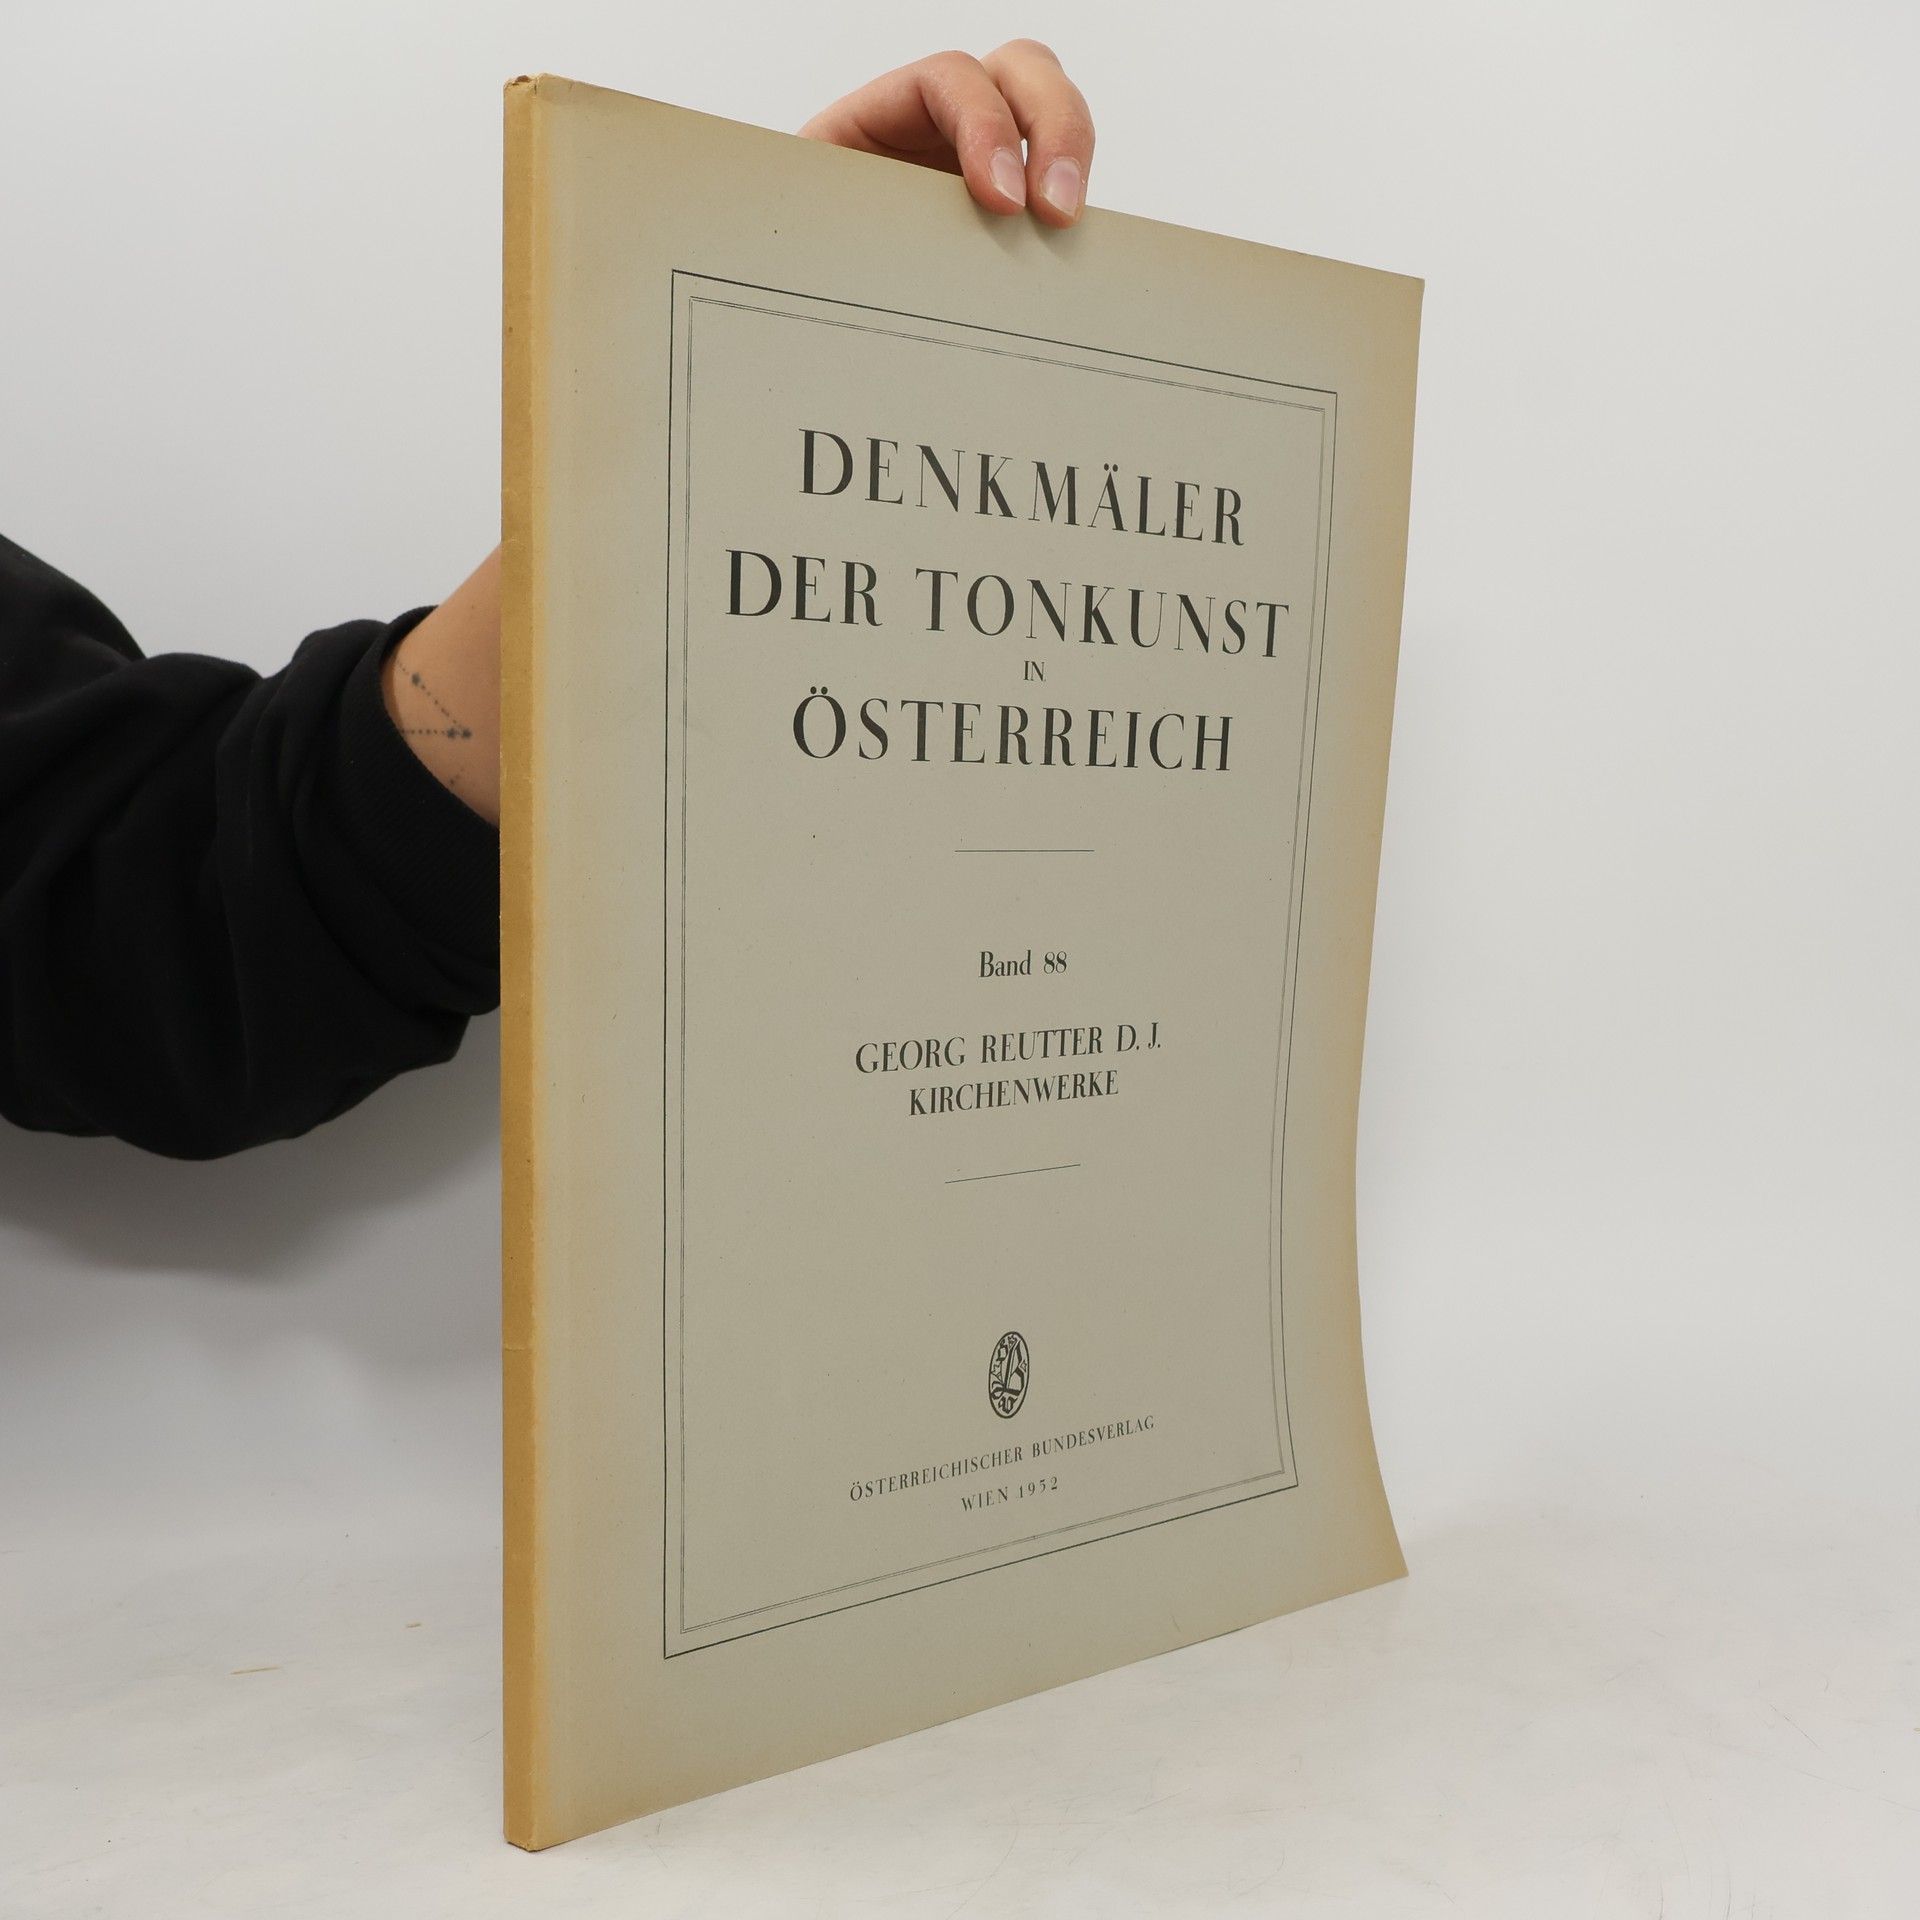 DENKMÄLER
DER TONKUNST
IN
ÖSTERREICH
Band 88
GEORG REUTTER D. J.
KIRCHENWERKE
ÖSTERREICHISCHER BUNDESVERLAG
WIEN 1952